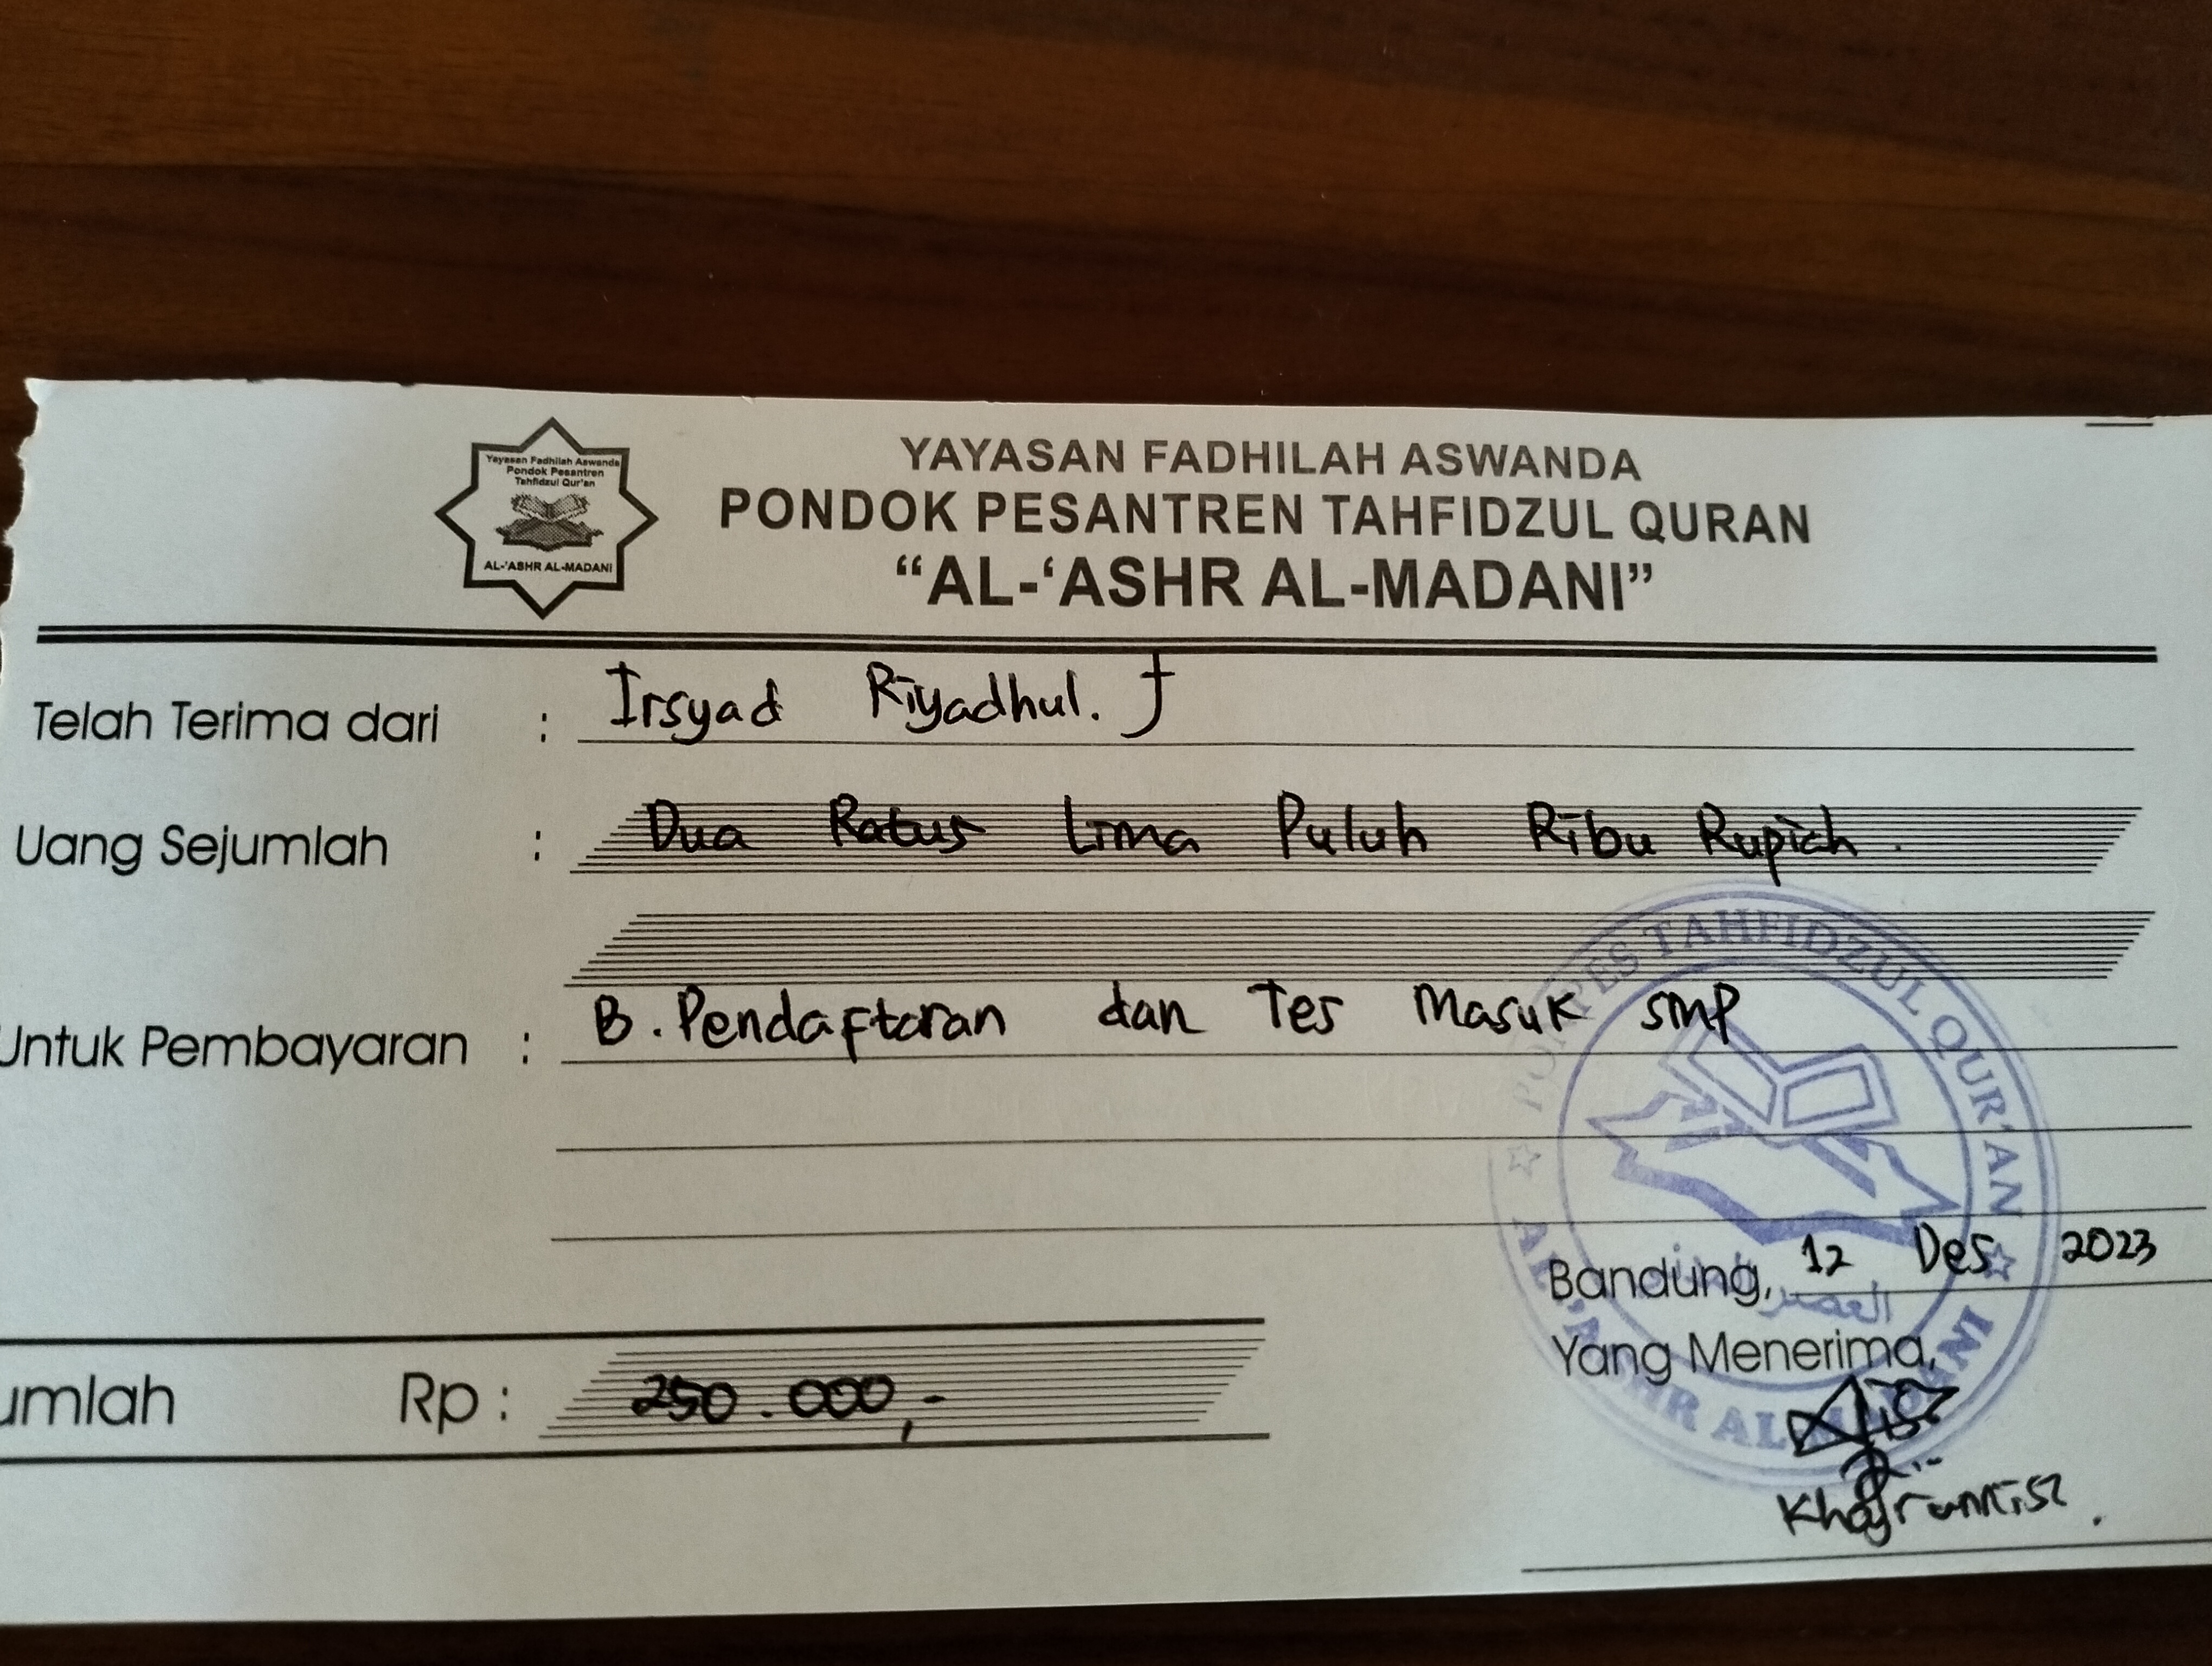 Yayasan Fadhilah Aswanda
Pondok Pesantren
Tahfidzul Qur'an
AL-'ASHR AL-MADANI
YAYASAN FADHILAH ASWANDA
PONDOK PESANTREN TAHFIDZUL QURAN
“AL-‘ASHR AL-MADANI”
Telah Terima dari : Irsyad Riyadhul. J
Uang Sejumlah : Dua Ratus Lima Puluh Ribu Rupiah.
Untuk Pembayaran : B. Pendaftaran dan Tes Masuk SMP
PONPES TAHFIDZUL QUR'AN
AL-'ASHR AL-MADANI
العصر
Bandung, 12 Des 2023
Yang Menerima,
umlah Rp : 250.000,-